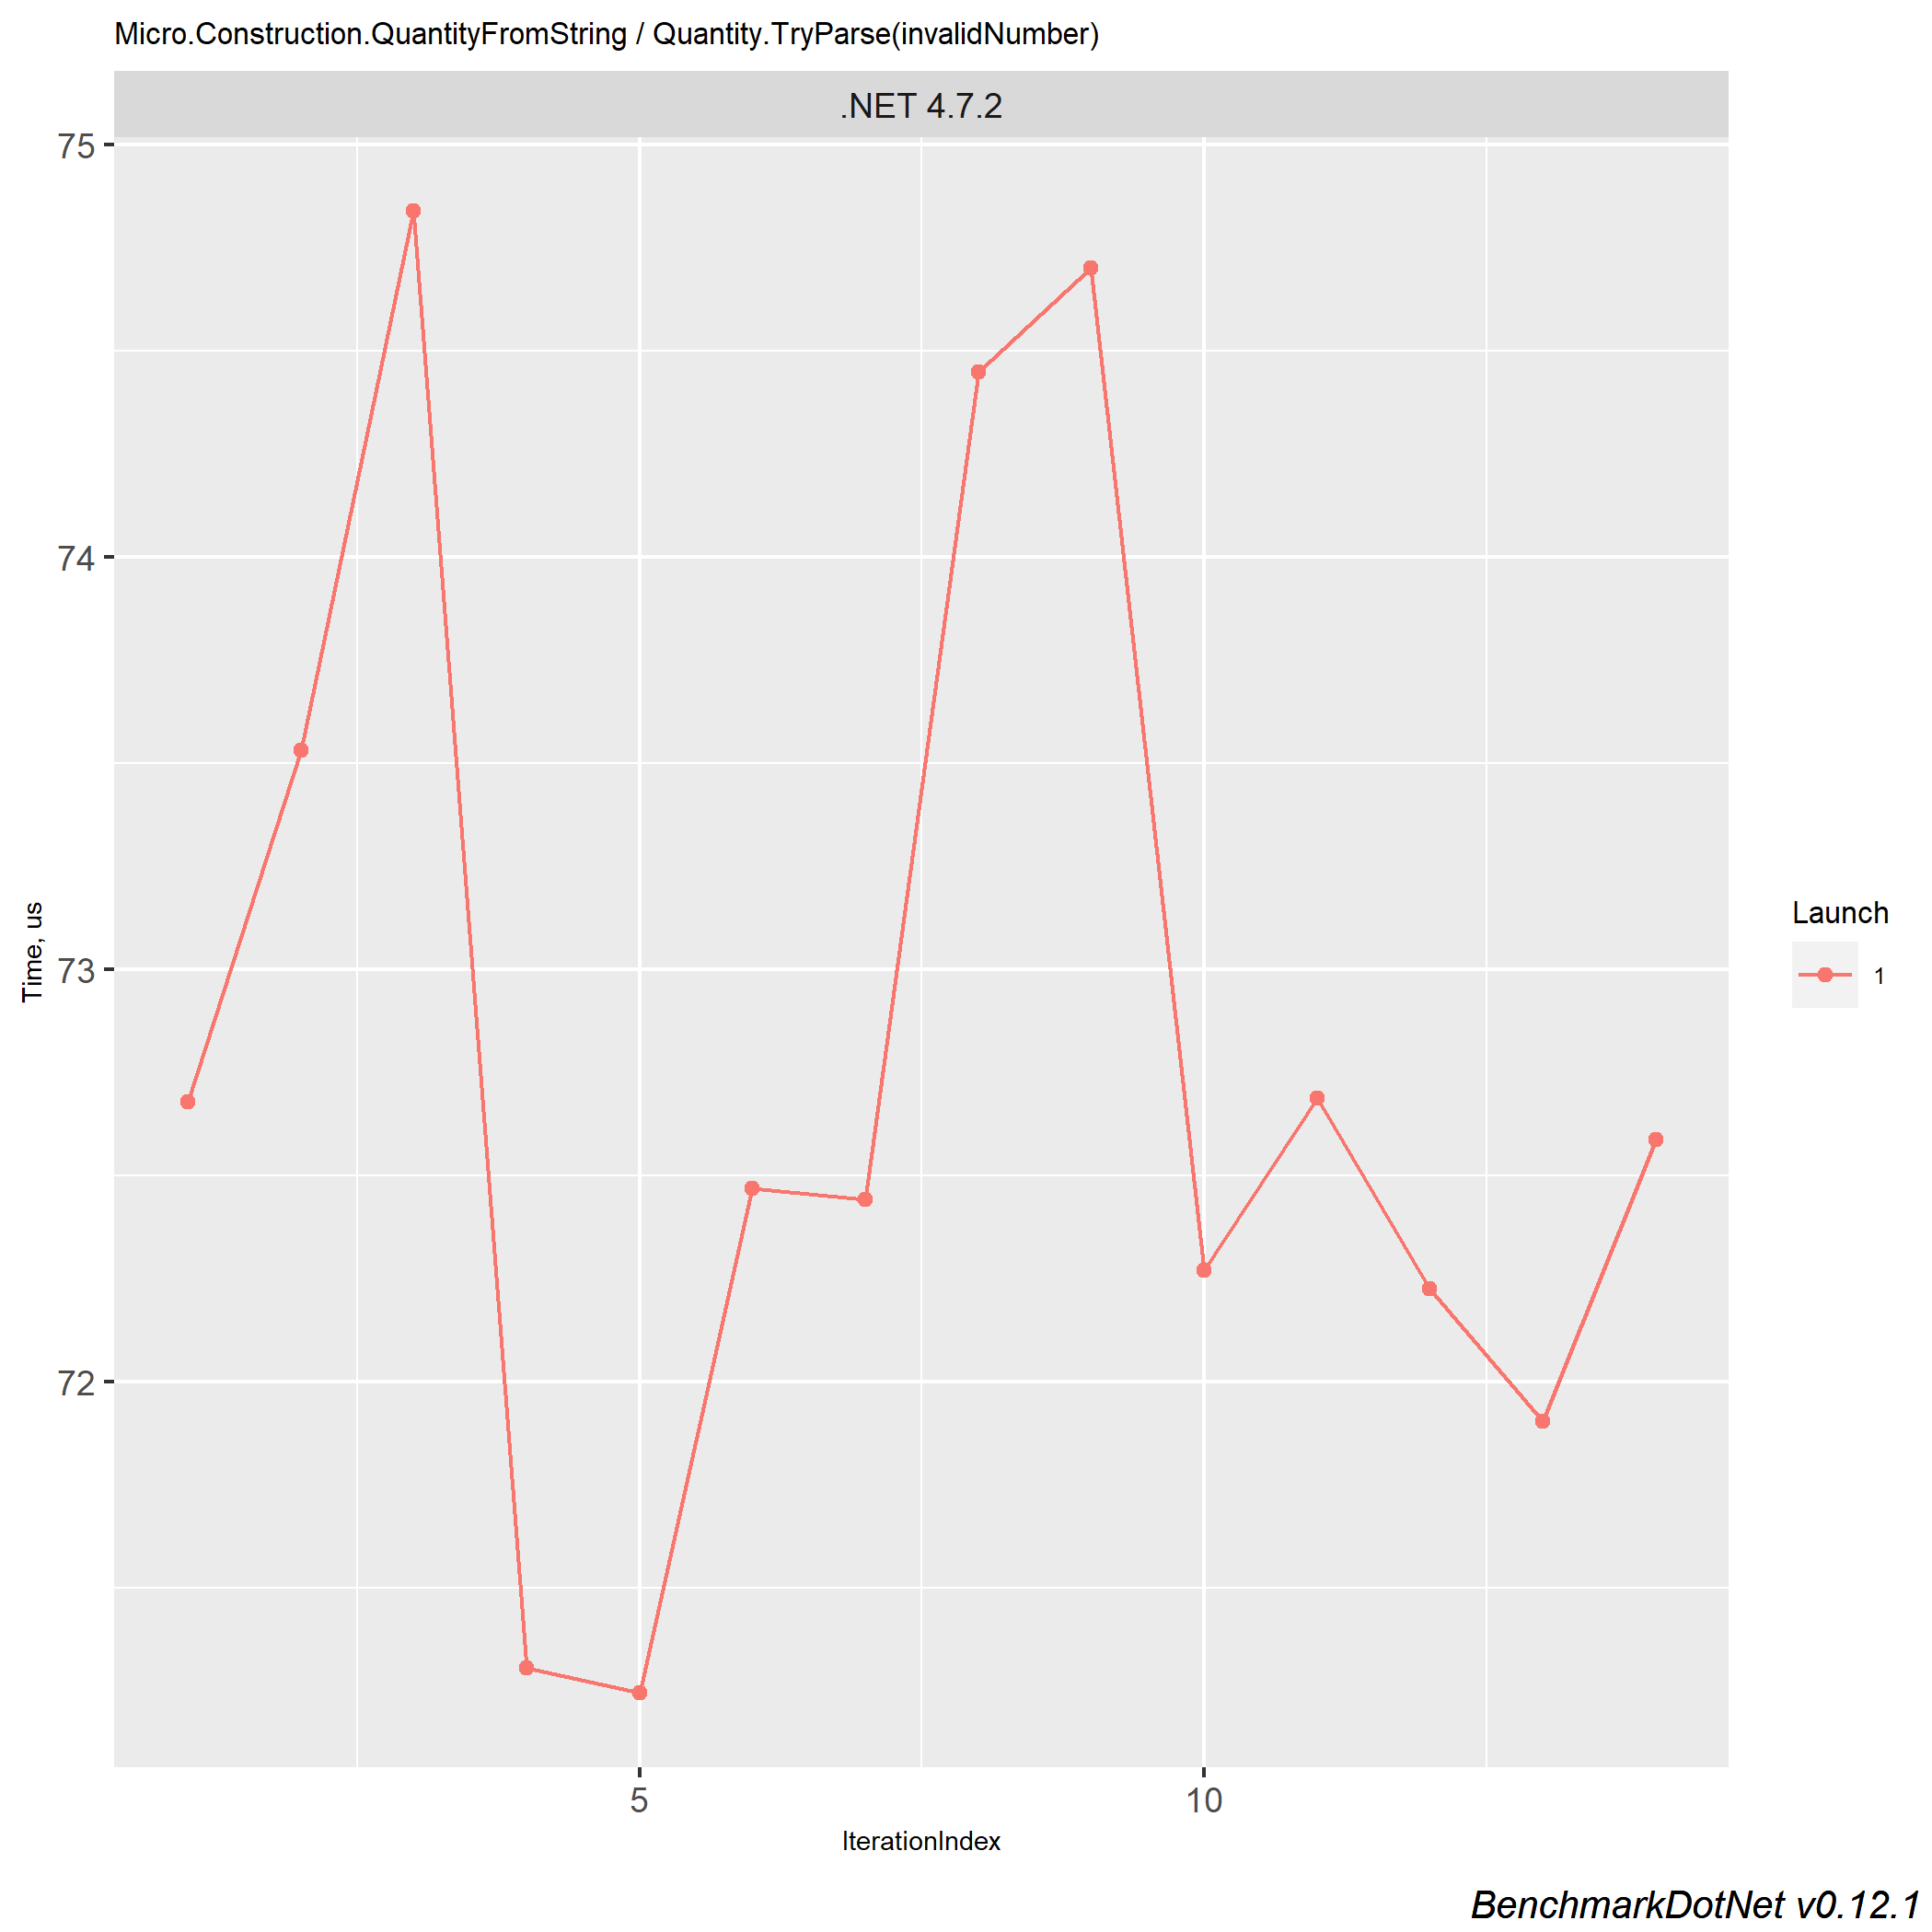 Micro.Construction.QuantityFromString / Quantity.TryParse(invalidNumber)
.NET 4.7.2
75
74
73
72
Time, us
5
10
IterationIndex
Launch
1
BenchmarkDotNet v0.12.1